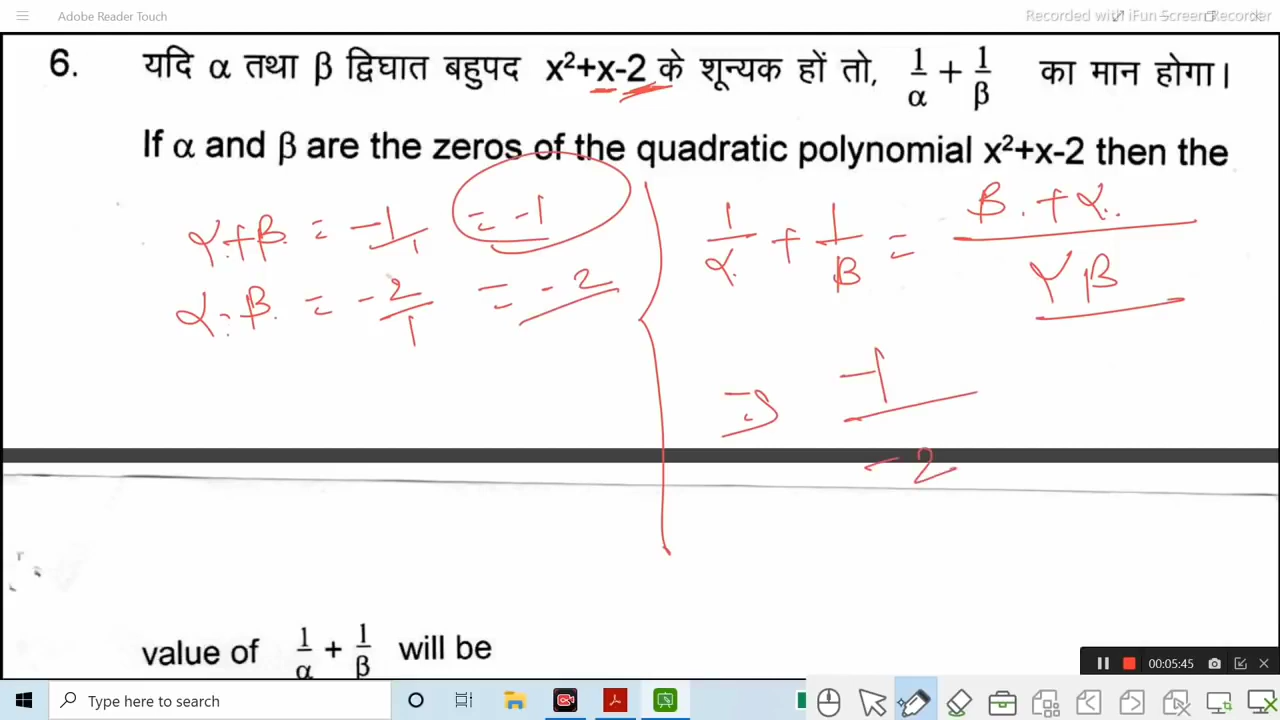 Adobe Reader Touch
Recorded with iFun Screen Recorder
6. यदि α तथा β द्विघात बहुपद x²+x-2 के शून्यक हों तो, 1/α + 1/β का मान होगा।
If α and β are the zeros of the quadratic polynomial x²+x-2 then the
α+β = -1/1 = -1
α·β = -2/1 = -2
1/α + 1/β = β+α/αβ
⇒ -1/-2
value of 1/α + 1/β will be
00:05:45
Type here to search